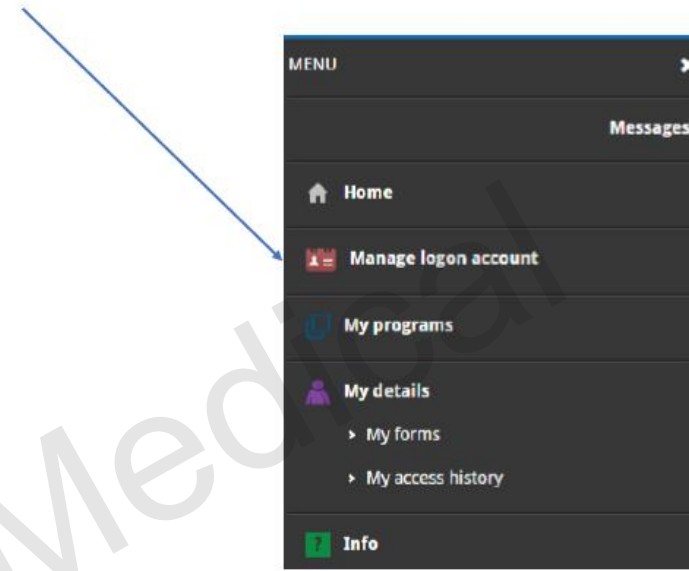 MENU
Messages
Home
Manage logon account
My programs
My details
My forms
My access history
? Info
Medical